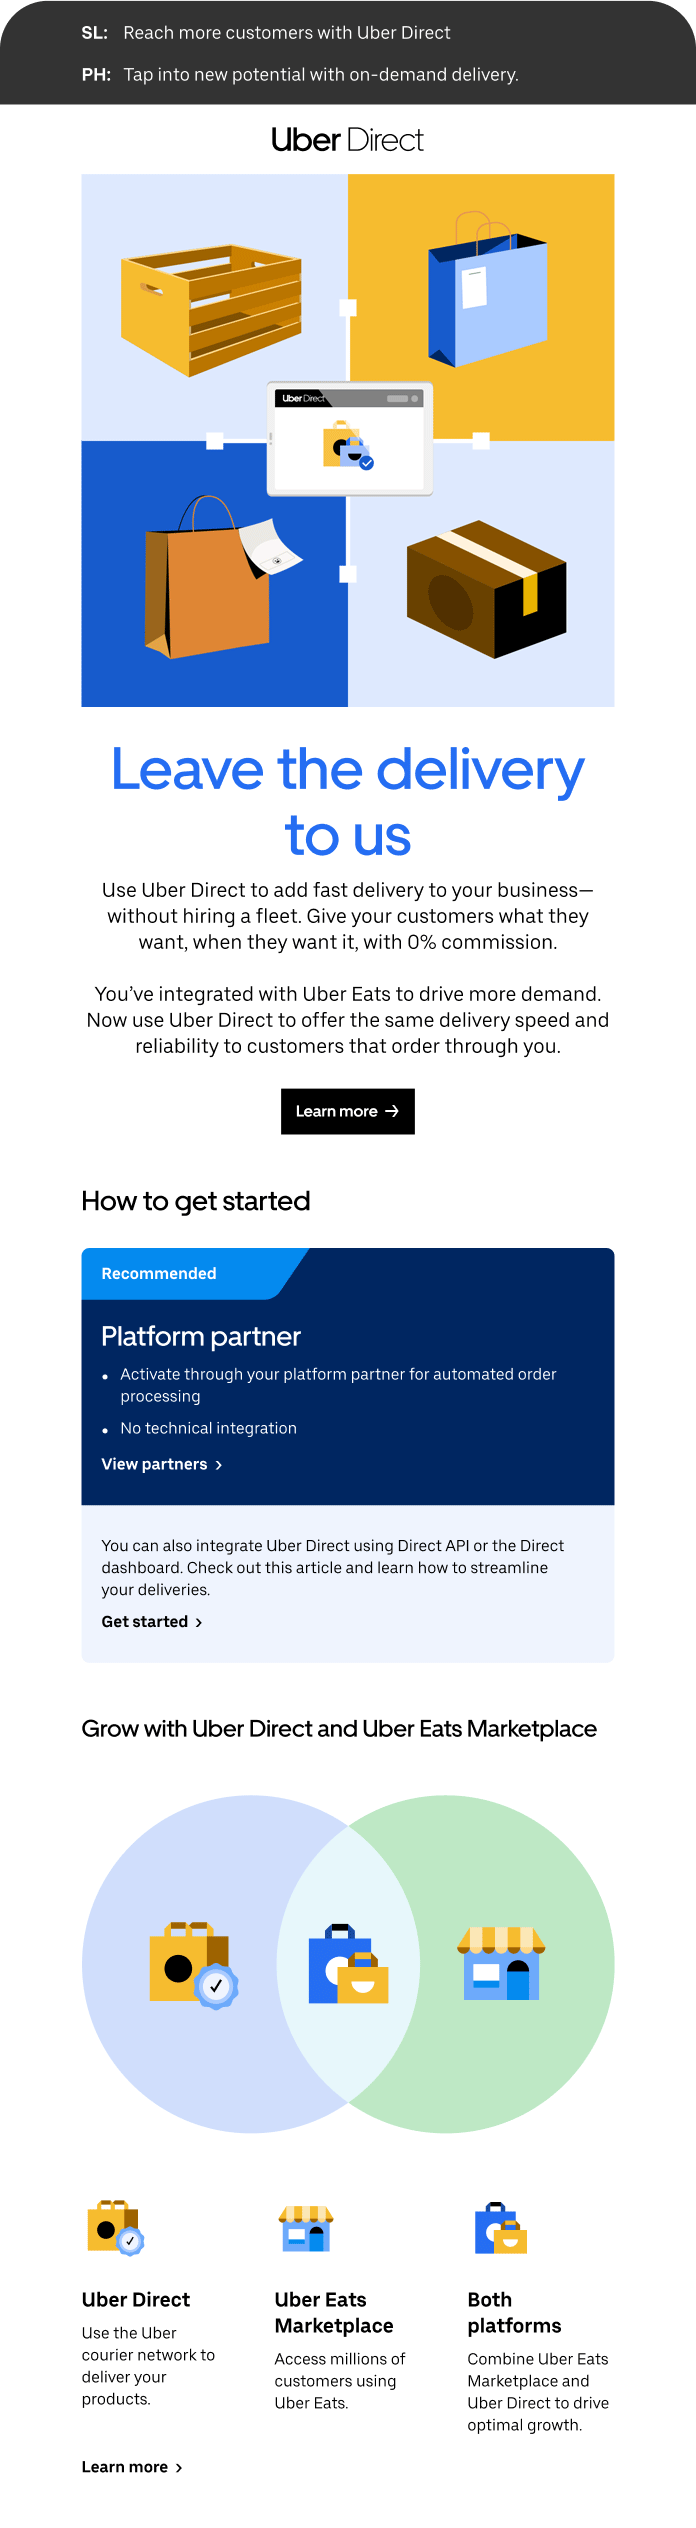 SL: Reach more customers with Uber Direct
PH: Tap into new potential with on-demand delivery.
Uber Direct
Uber Direct
Leave the delivery
to us
Use Uber Direct to add fast delivery to your business—
without hiring a fleet. Give your customers what they
want, when they want it, with 0% commission.
You’ve integrated with Uber Eats to drive more demand.
Now use Uber Direct to offer the same delivery speed and
reliability to customers that order through you.
Learn more →
How to get started
Recommended
Platform partner
• Activate through your platform partner for automated order
processing
• No technical integration
View partners ›
You can also integrate Uber Direct using Direct API or the Direct
dashboard. Check out this article and learn how to streamline
your deliveries.
Get started ›
Grow with Uber Direct and Uber Eats Marketplace
Uber Direct
Use the Uber
courier network to
deliver your
products.
Learn more ›
Uber Eats
Marketplace
Access millions of
customers using
Uber Eats.
Both
platforms
Combine Uber Eats
Marketplace and
Uber Direct to drive
optimal growth.